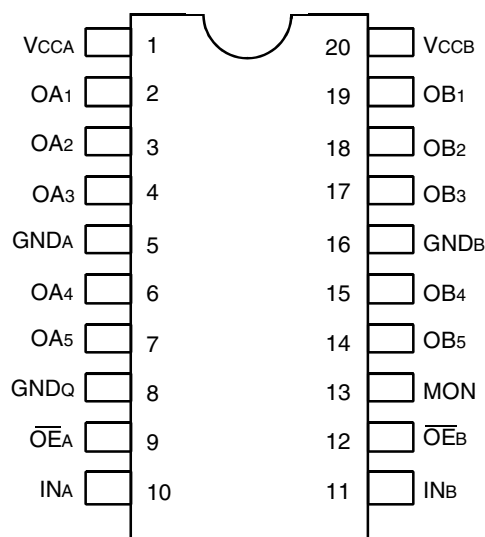 VCCA 1 20 VCCB
OA1 2 19 OB1
OA2 3 18 OB2
OA3 4 17 OB3
GNDA 5 16 GNDB
OA4 6 15 OB4
OA5 7 14 OB5
GNDQ 8 13 MON
O̅E̅A 9 12 O̅E̅B
INA 10 11 INB